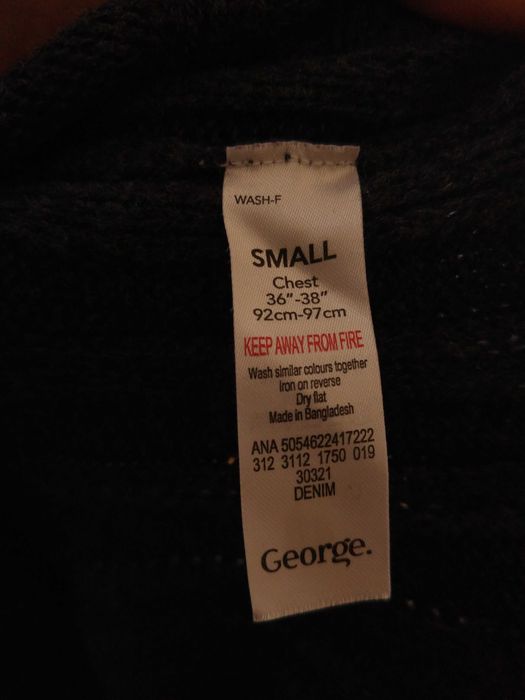 WASH-F
SMALL
Chest
36"-38"
92cm-97cm
KEEP AWAY FROM FIRE
Wash similar colours together
Iron on reverse
Dry flat
Made in Bangladesh
ANA 5054622417222
312 3112 1750 019
30321
DENIM
George.